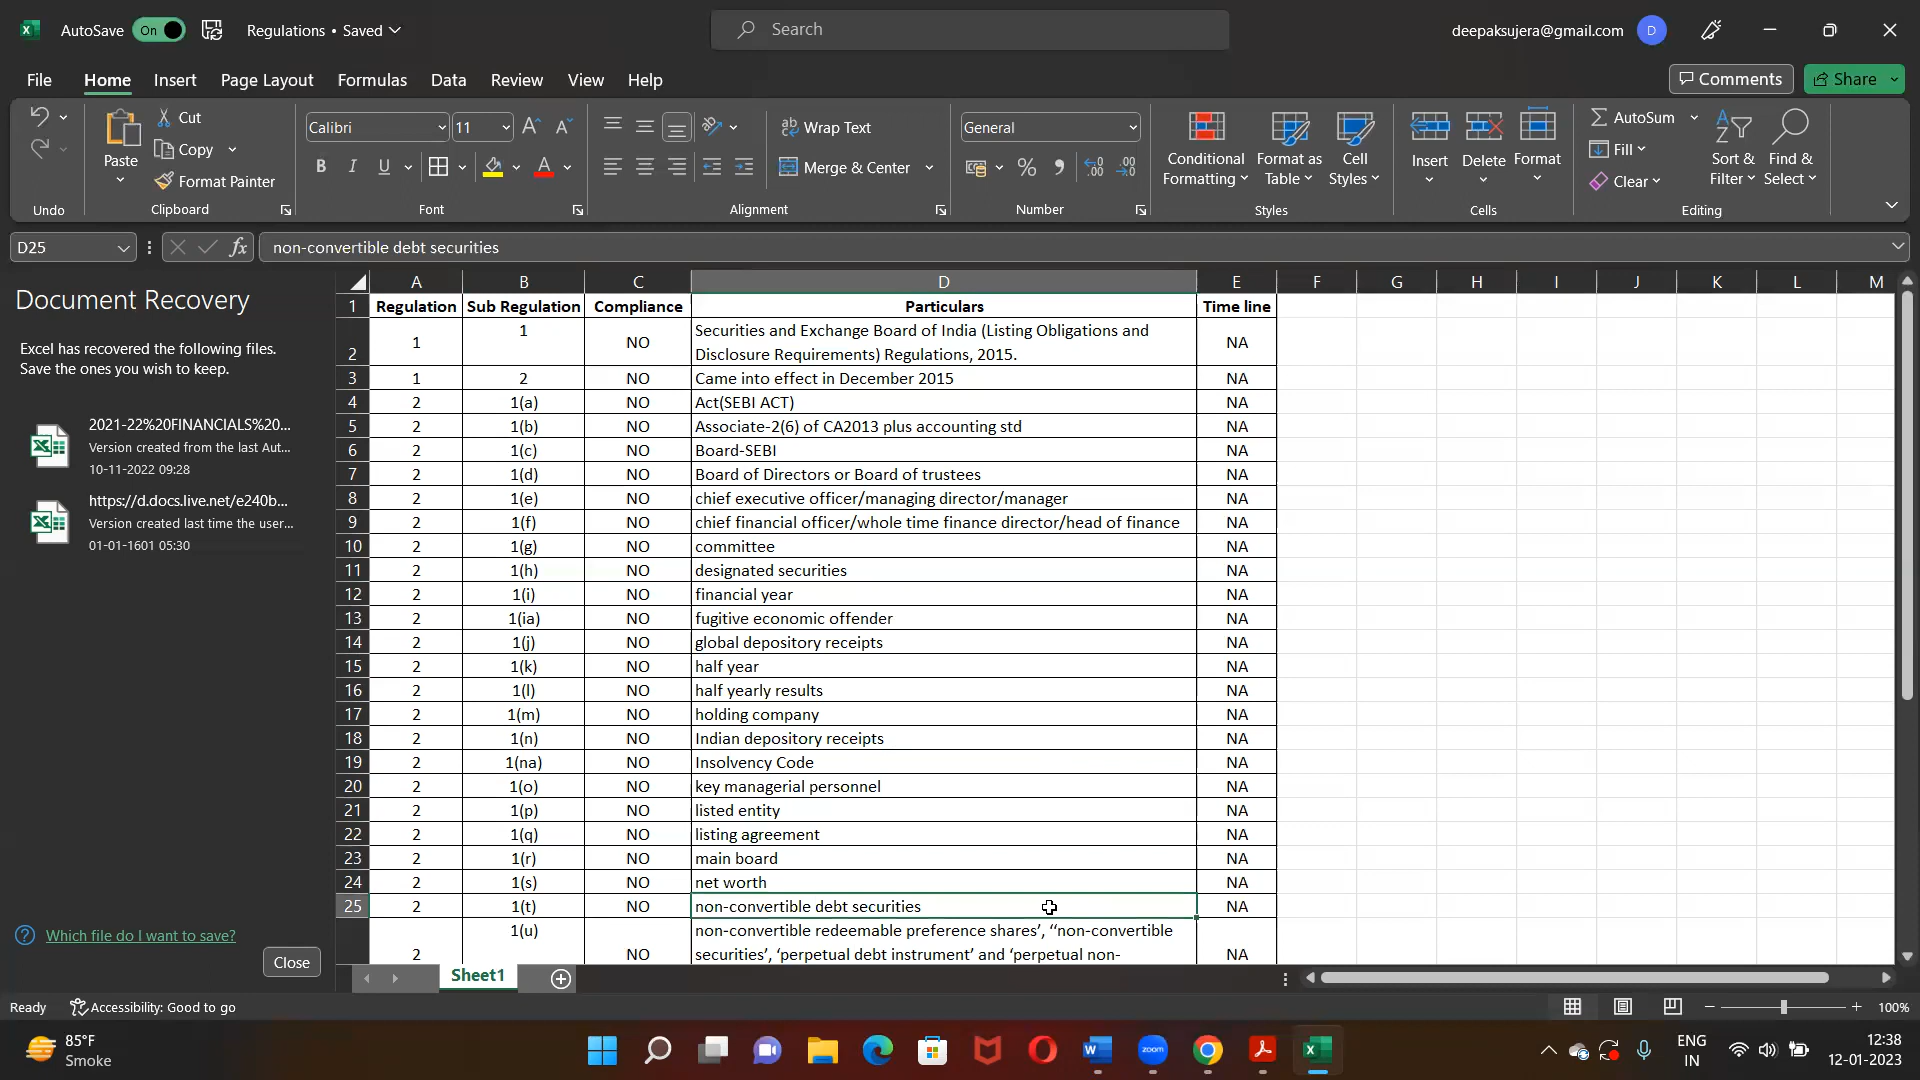 AutoSave On Regulations • Saved Search deepaksujera@gmail.com D
File Home Insert Page Layout Formulas Data Review View Help Comments Share
Paste Cut Copy Format Painter
Calibri 11 B I U A
Wrap Text Merge & Center
General
Conditional Formatting Format as Table Cell Styles
Insert Delete Format
AutoSum Fill Clear Sort & Filter Find & Select
Undo Clipboard Font Alignment Number Styles Cells Editing
D25 fx non-convertible debt securities
Document Recovery
Excel has recovered the following files.
Save the ones you wish to keep.
2021-22%20FINANCIALS%20...
Version created from the last Aut...
10-11-2022 09:28
https://d.docs.live.net/e240b...
Version created last time the user...
01-01-1601 05:30
Which file do I want to save?
Close
A B C D E F G H I J K L M
1 Regulation Sub Regulation Compliance Particulars Time line
2 1 1 NO Securities and Exchange Board of India (Listing Obligations and
Disclosure Requirements) Regulations, 2015. NA
3 1 2 NO Came into effect in December 2015 NA
4 2 1(a) NO Act(SEBI ACT) NA
5 2 1(b) NO Associate-2(6) of CA2013 plus accounting std NA
6 2 1(c) NO Board-SEBI NA
7 2 1(d) NO Board of Directors or Board of trustees NA
8 2 1(e) NO chief executive officer/managing director/manager NA
9 2 1(f) NO chief financial officer/whole time finance director/head of finance NA
10 2 1(g) NO committee NA
11 2 1(h) NO designated securities NA
12 2 1(i) NO financial year NA
13 2 1(ia) NO fugitive economic offender NA
14 2 1(j) NO global depository receipts NA
15 2 1(k) NO half year NA
16 2 1(l) NO half yearly results NA
17 2 1(m) NO holding company NA
18 2 1(n) NO Indian depository receipts NA
19 2 1(na) NO Insolvency Code NA
20 2 1(o) NO key managerial personnel NA
21 2 1(p) NO listed entity NA
22 2 1(q) NO listing agreement NA
23 2 1(r) NO main board NA
24 2 1(s) NO net worth NA
25 2 1(t) NO non-convertible debt securities NA
2 1(u) NO non-convertible redeemable preference shares’, “non-convertible
securities’, ‘perpetual debt instrument’ and ‘perpetual non- NA
Sheet1
Ready Accessibility: Good to go 100%
85°F
Smoke
zoom
ENG
IN
12:38
12-01-2023